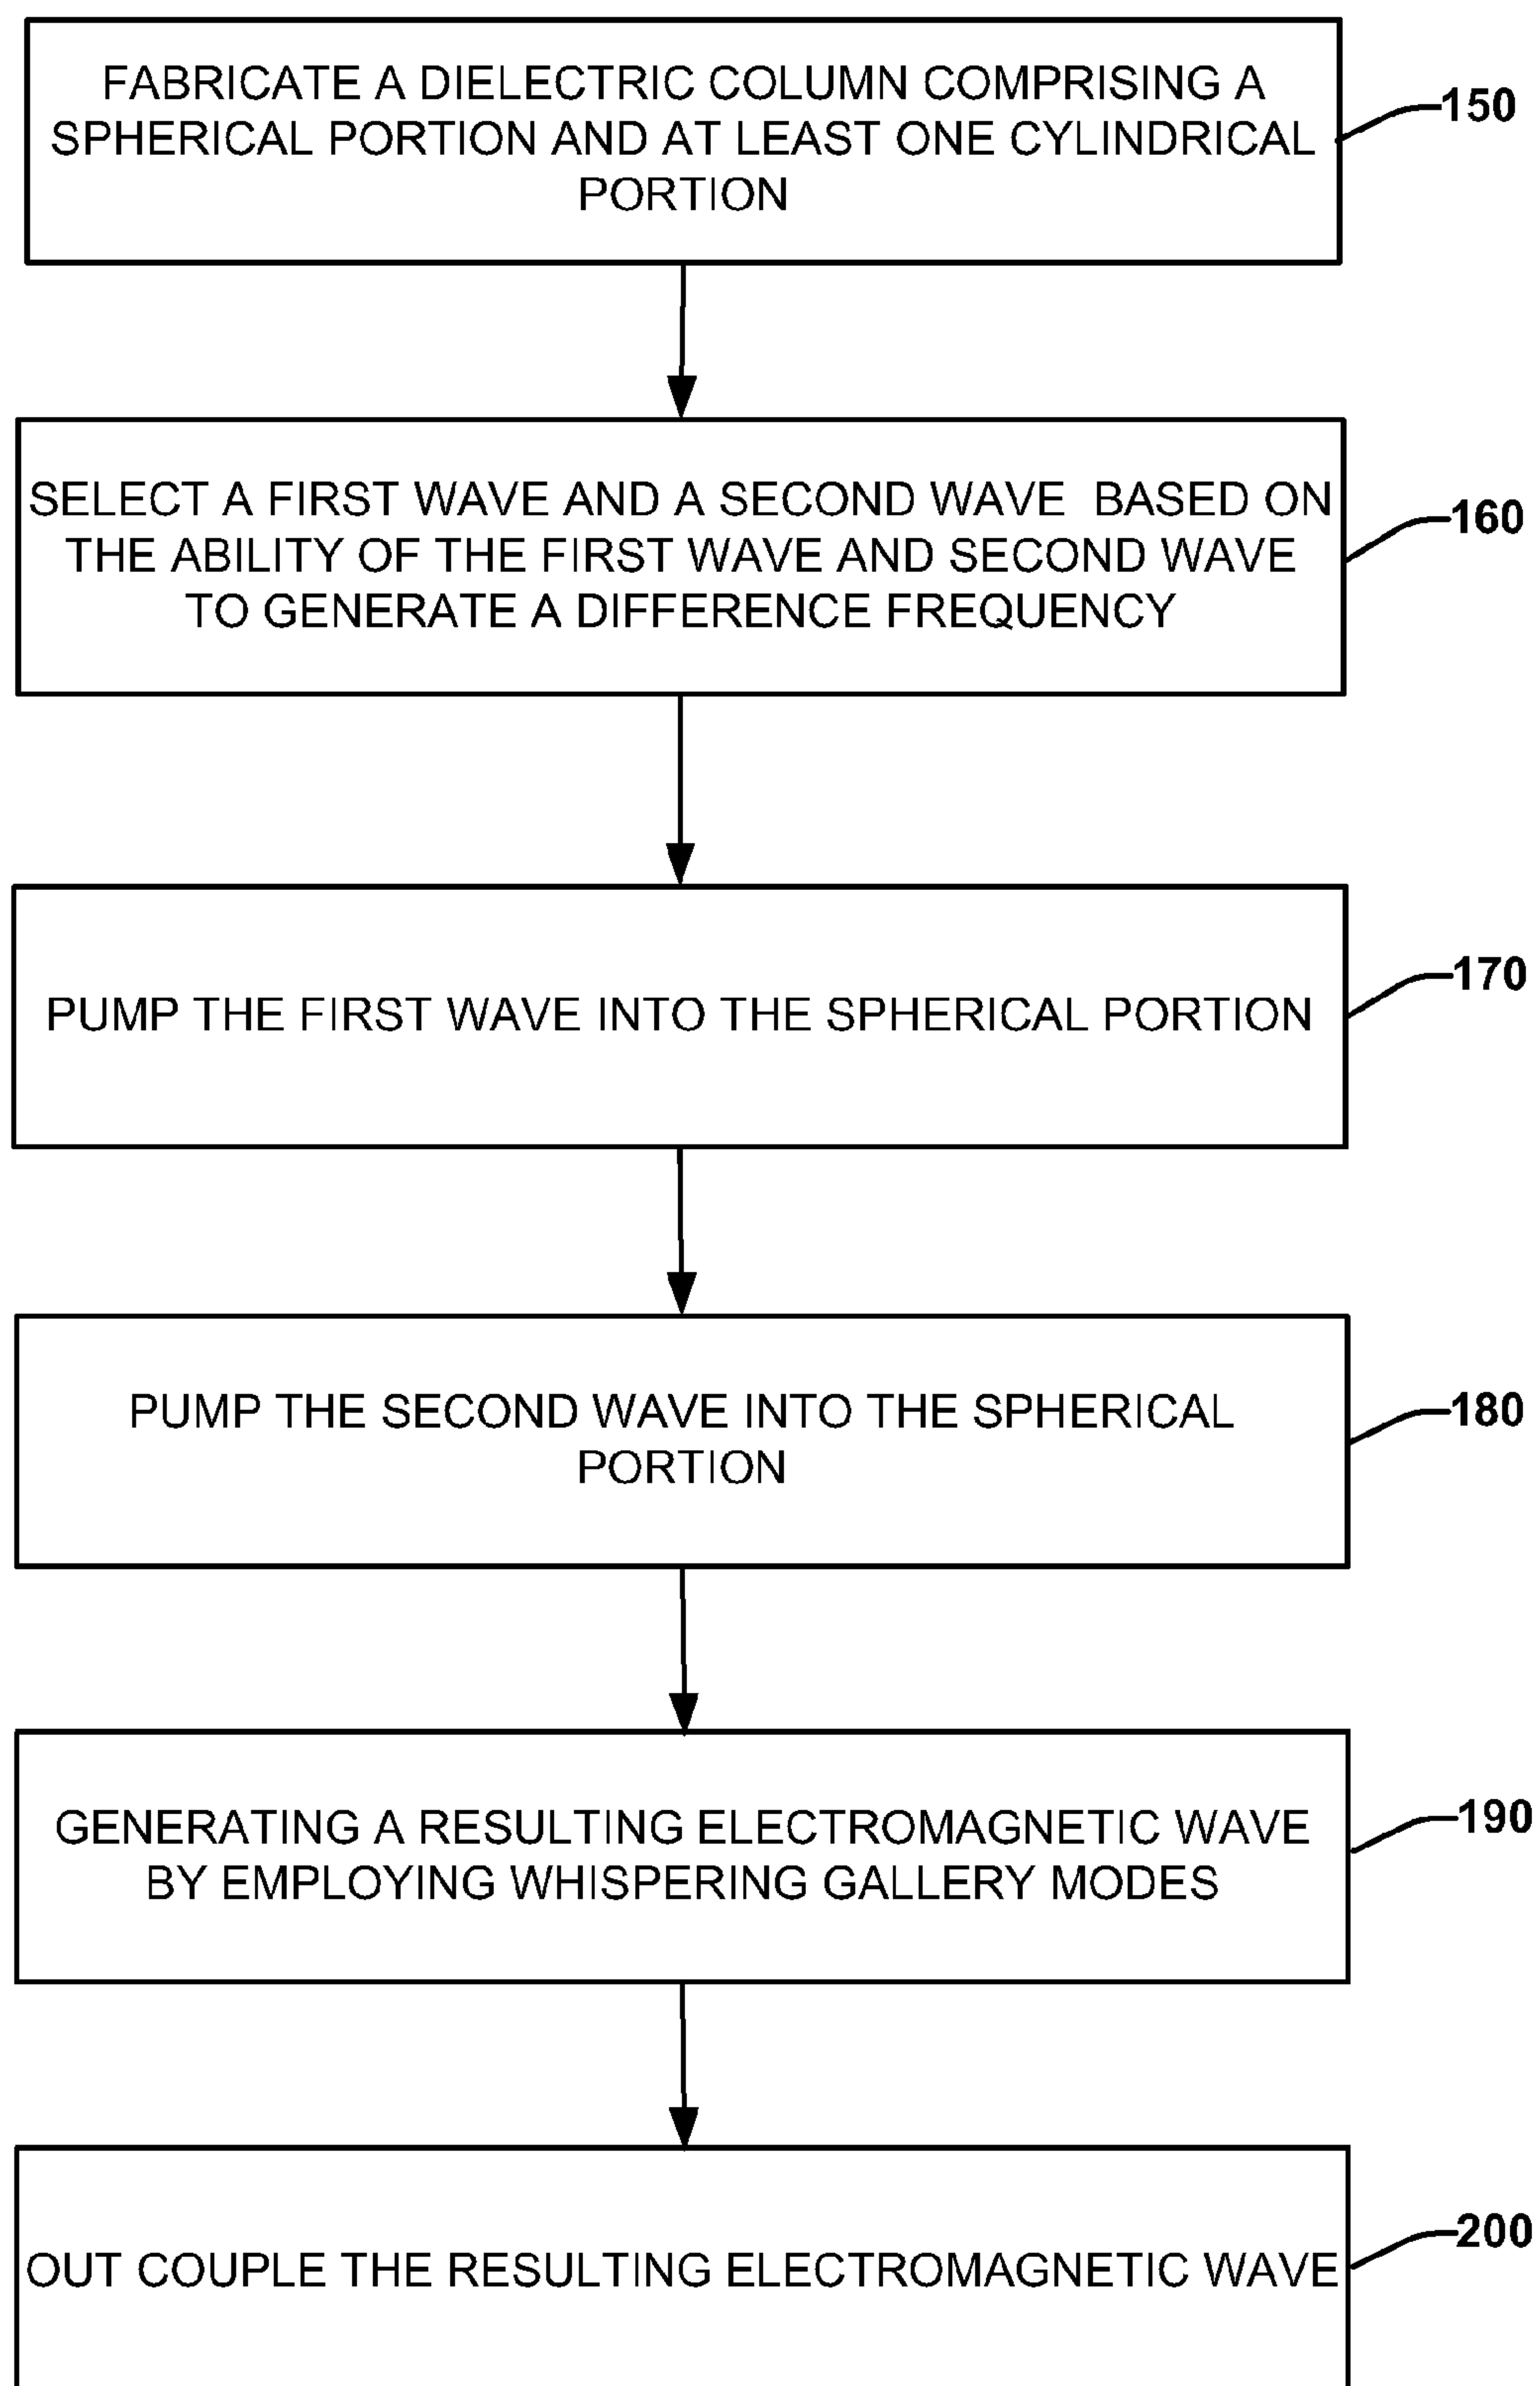 FABRICATE A DIELECTRIC COLUMN COMPRISING A
SPHERICAL PORTION AND AT LEAST ONE CYLINDRICAL
PORTION
150
SELECT A FIRST WAVE AND A SECOND WAVE BASED ON
THE ABILITY OF THE FIRST WAVE AND SECOND WAVE
TO GENERATE A DIFFERENCE FREQUENCY
160
PUMP THE FIRST WAVE INTO THE SPHERICAL PORTION
170
PUMP THE SECOND WAVE INTO THE SPHERICAL
PORTION
180
GENERATING A RESULTING ELECTROMAGNETIC WAVE
BY EMPLOYING WHISPERING GALLERY MODES
190
OUT COUPLE THE RESULTING ELECTROMAGNETIC WAVE
200